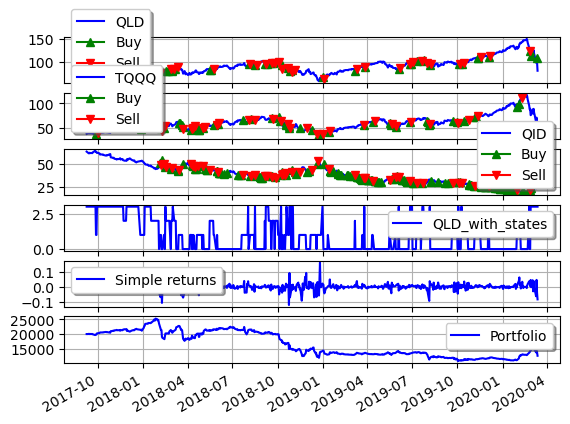 QLD
Buy
Sell
150
100
TQQQ
Buy
Sell
100
50
QID
Buy
Sell
50
25
QLD_with_states
2.5
0.0
Simple returns
0.1
0.0
−0.1
Portfolio
25000
20000
15000
2017-10
2018-01
2018-04
2018-07
2018-10
2019-01
2019-04
2019-07
2019-10
2020-01
2020-04